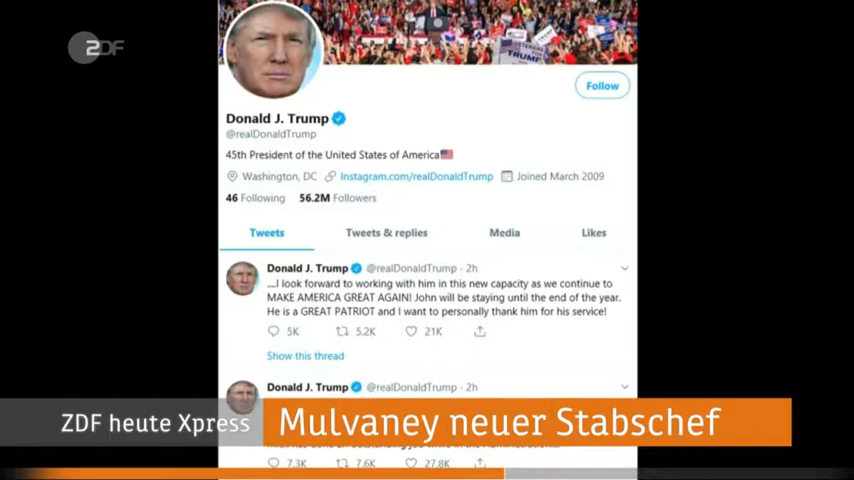 ZDF
VETERANS
FOR
TRUMP
Follow
Donald J. Trump
@realDonaldTrump
45th President of the United States of America
Washington, DC Instagram.com/realDonaldTrump Joined March 2009
46 Following 56.2M Followers
Tweets Tweets & replies Media Likes
Donald J. Trump @realDonaldTrump · 2h
....I look forward to working with him in this new capacity as we continue to
MAKE AMERICA GREAT AGAIN! John will be staying until the end of the year.
He is a GREAT PATRIOT and I want to personally thank him for his service!
5K 5.2K 21K
Show this thread
Donald J. Trump @realDonaldTrump · 2h
ZDF heute Xpress
Mulvaney neuer Stabschef
7.3K 7.6K 27.8K